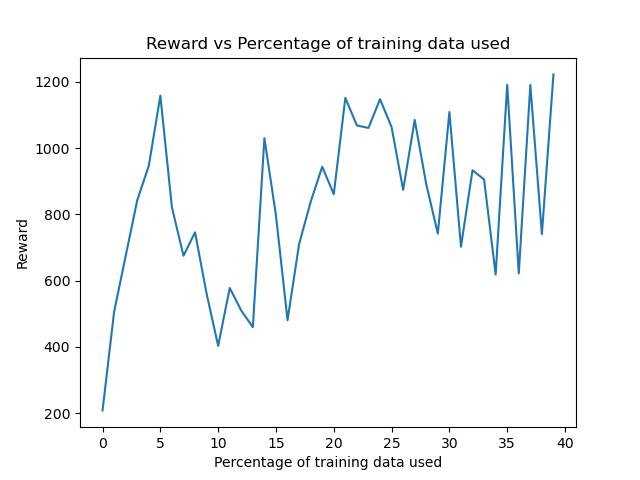 Reward vs Percentage of training data used
1200
1000
800
600
400
200
Reward
0 5 10 15 20 25 30 35 40
Percentage of training data used